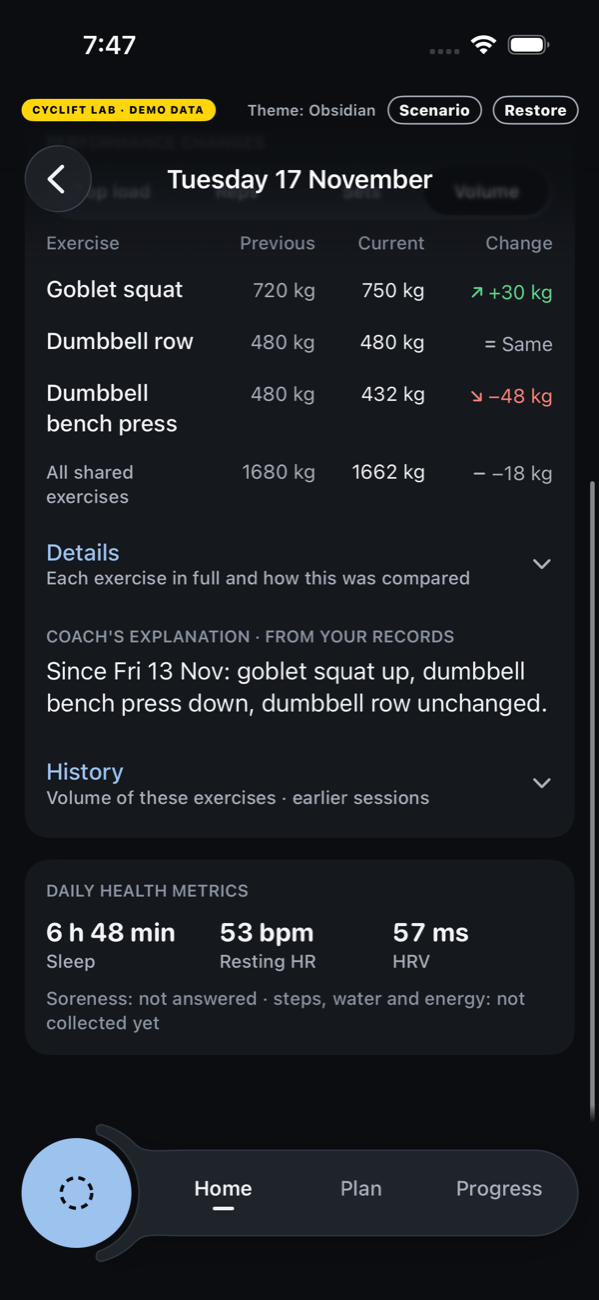 7:47
CYCLIFT LAB · DEMO DATA
Theme: Obsidian
Scenario
Restore
PERFORMANCE CHANGES
Tuesday 17 November
Volume
Exercise Previous Current Change
Goblet squat 720 kg 750 kg ↗ +30 kg
Dumbbell row 480 kg 480 kg = Same
Dumbbell 480 kg 432 kg ↘ −48 kg
bench press
All shared 1680 kg 1662 kg — −18 kg
exercises
Details
Each exercise in full and how this was compared
COACH'S EXPLANATION · FROM YOUR RECORDS
Since Fri 13 Nov: goblet squat up, dumbbell
bench press down, dumbbell row unchanged.
History
Volume of these exercises · earlier sessions
DAILY HEALTH METRICS
6 h 48 min 53 bpm 57 ms
Sleep Resting HR HRV
Soreness: not answered · steps, water and energy: not
collected yet
Home Plan Progress